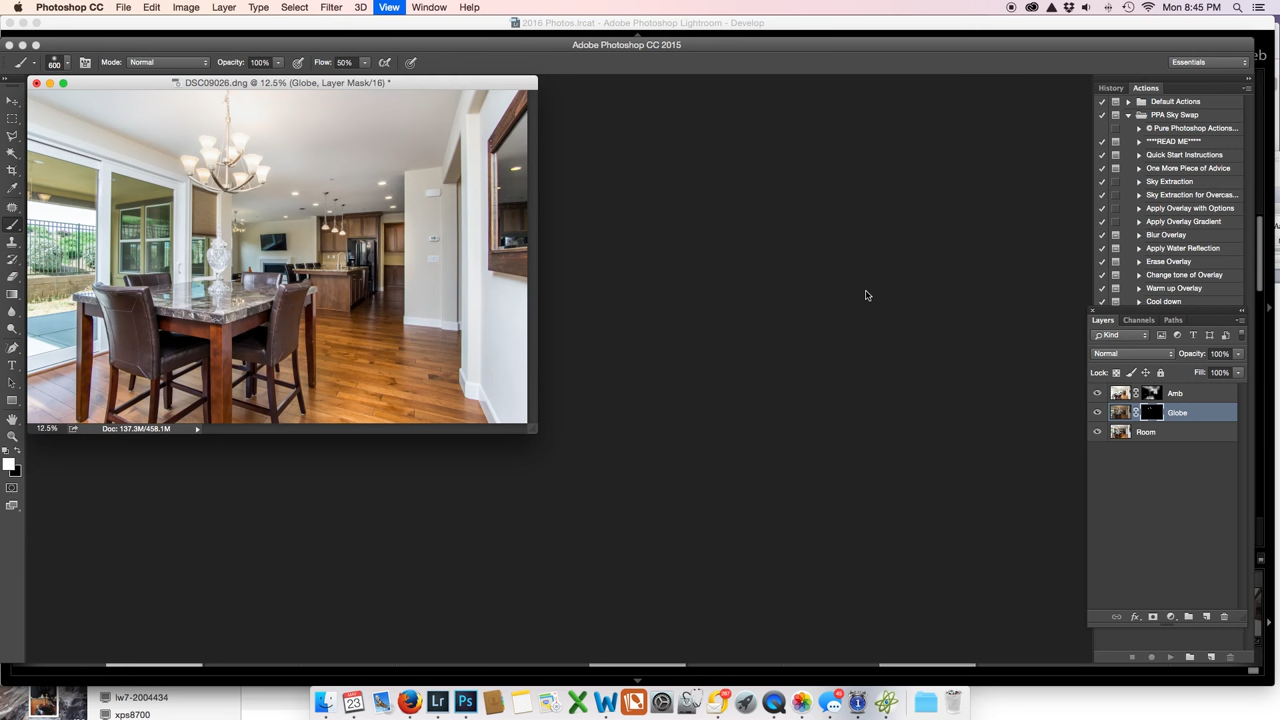 Photoshop CC File Edit Image Layer Type Select Filter 3D View Window Help Mon 8:45 PM
2016 Photos.lrcat - Adobe Photoshop Lightroom - Develop
Adobe Photoshop CC 2015
600 Mode: Normal Opacity: 100% Flow: 50% Essentials
DSC09026.dng @ 12.5% (Globe, Layer Mask/16) *
History Actions
Default Actions
PPA Sky Swap
© Pure Photoshop Actions...
****READ ME*****
Quick Start Instructions
One More Piece of Advice
Sky Extraction
Sky Extraction for Overcas...
Apply Overlay with Options
Apply Overlay Gradient
Blur Overlay
Apply Water Reflection
Erase Overlay
Change tone of Overlay
Warm up Overlay
Cool down
Layers Channels Paths
Kind
Normal Opacity: 100%
Lock: Fill: 100%
Amb
Globe
Room
12.5% Doc: 137.3M/458.1M
lw7-2004434
xps8700